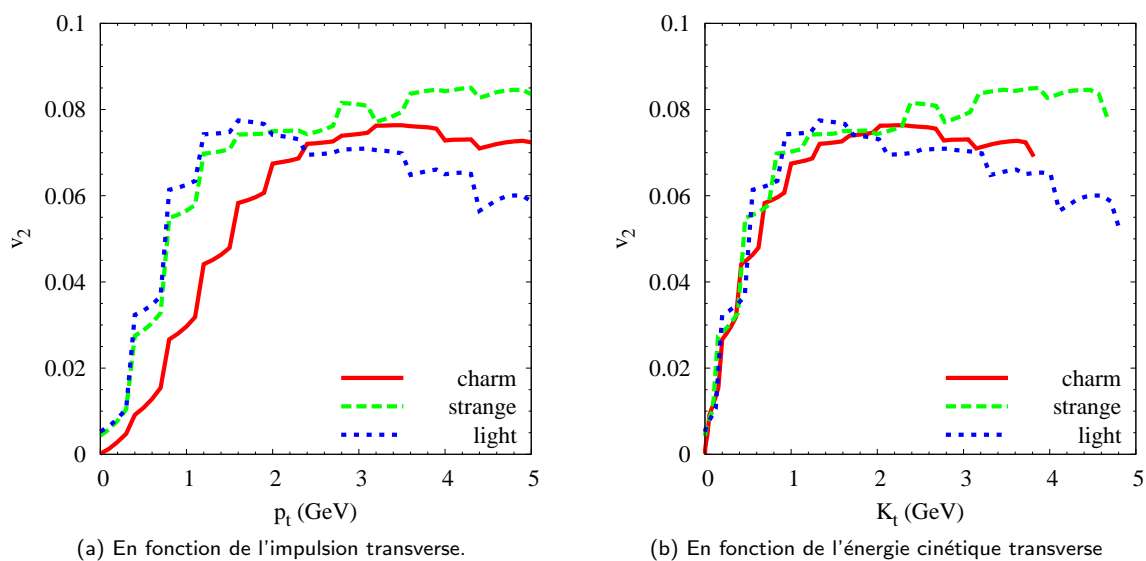 0.1
0.08
0.06
0.04
0.02
0
v2
charm
strange
light
0 1 2 3 4 5
pt (GeV)
(a) En fonction de l'impulsion transverse.
0.1
0.08
0.06
0.04
0.02
0
v2
charm
strange
light
0 1 2 3 4 5
Kt (GeV)
(b) En fonction de l'énergie cinétique transverse